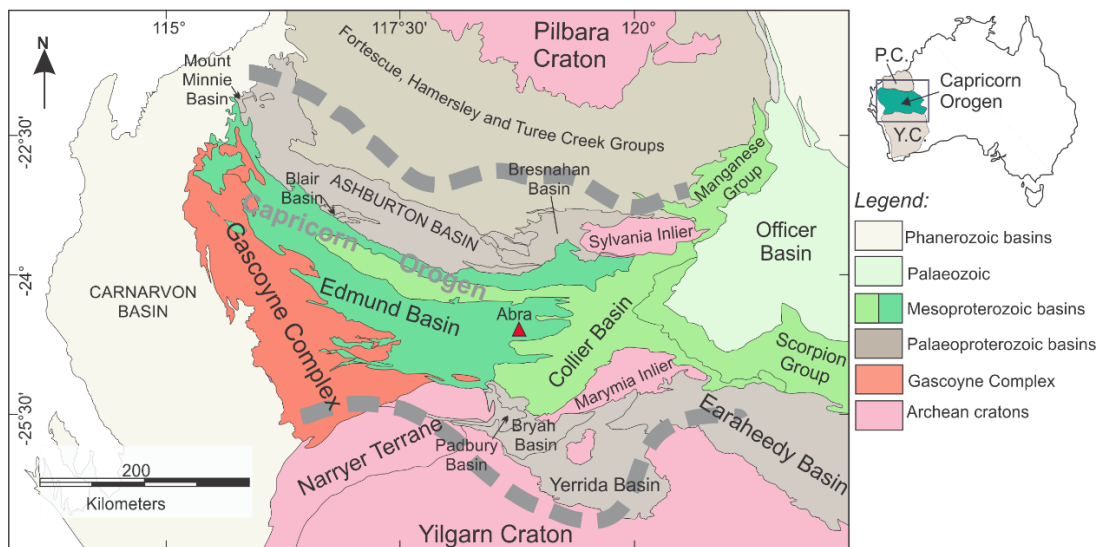 115°
117°30
120°
N
-22°30
-24°
-25°30
Mount
Minnie
Basin
Pilbara
Craton
Fortescue, Hamersley and Turee Creek Groups
Bresnahan
Basin
Manganese
Group
Blair
Basin
ASHBURTON BASIN
Sylvania Inlier
Officer
Basin
Capricorn
Orogen
Gascoyne Complex
CARNARVON
BASIN
Edmund Basin
Abra
Collier Basin
Scorpion
Group
Marymia Inlier
Earaheedy Basin
Bryah
Basin
Padbury
Basin
Narryer Terrane
Yerrida Basin
Yilgarn Craton
200
Kilometers
P.C.
Capricorn
Orogen
Y.C.
Legend:
Phanerozoic basins
Palaeozoic
Mesoproterozoic basins
Palaeoproterozoic basins
Gascoyne Complex
Archean cratons